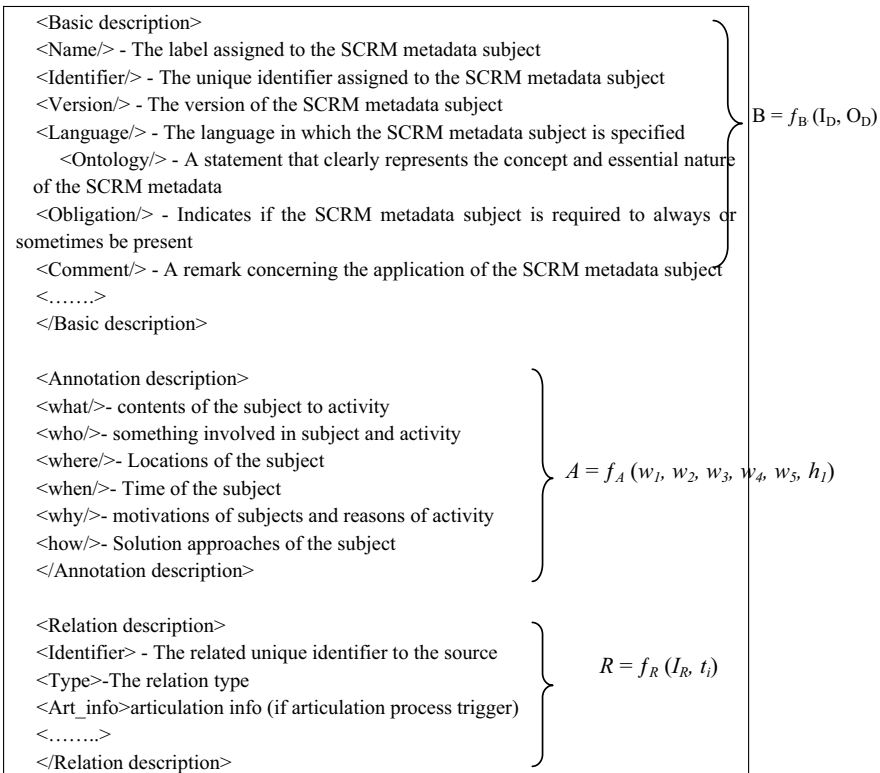 <Basic description>
<Name/> - The label assigned to the SCRM metadata subject
<Identifier/> - The unique identifier assigned to the SCRM metadata subject
<Version/> - The version of the SCRM metadata subject
<Language/> - The language in which the SCRM metadata subject is specified
<Ontology/> - A statement that clearly represents the concept and essential nature
of the SCRM metadata
<Obligation/> - Indicates if the SCRM metadata subject is required to always or
sometimes be present
<Comment/> - A remark concerning the application of the SCRM metadata subject
<…….>
</Basic description>
B = f_B (I_D, O_D)
<Annotation description>
<what/>- contents of the subject to activity
<who/>- something involved in subject and activity
<where/>- Locations of the subject
<when/>- Time of the subject
<why/>- motivations of subjects and reasons of activity
<how/>- Solution approaches of the subject
</Annotation description>
A = f_A (w_1, w_2, w_3, w_4, w_5, h_1)
<Relation description>
<Identifier> - The related unique identifier to the source
<Type>-The relation type
<Art_info>articulation info (if articulation process trigger)
<……..>
</Relation description>
R = f_R (I_R, t_i)